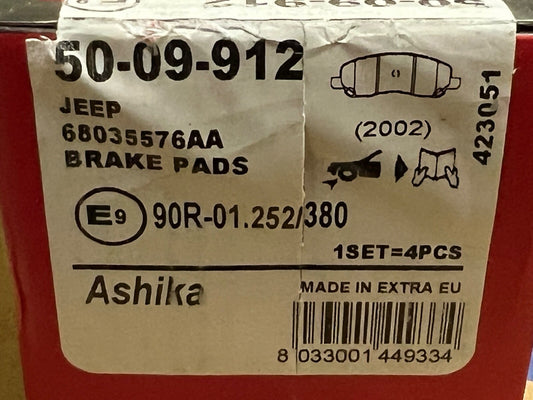 50-09-912
JEEP
68035576AA
BRAKE PADS
(2002)
423051
E9
90R-01.252/380
1SET=4PCS
Ashika
MADE IN EXTRA EU
8 033001 449334